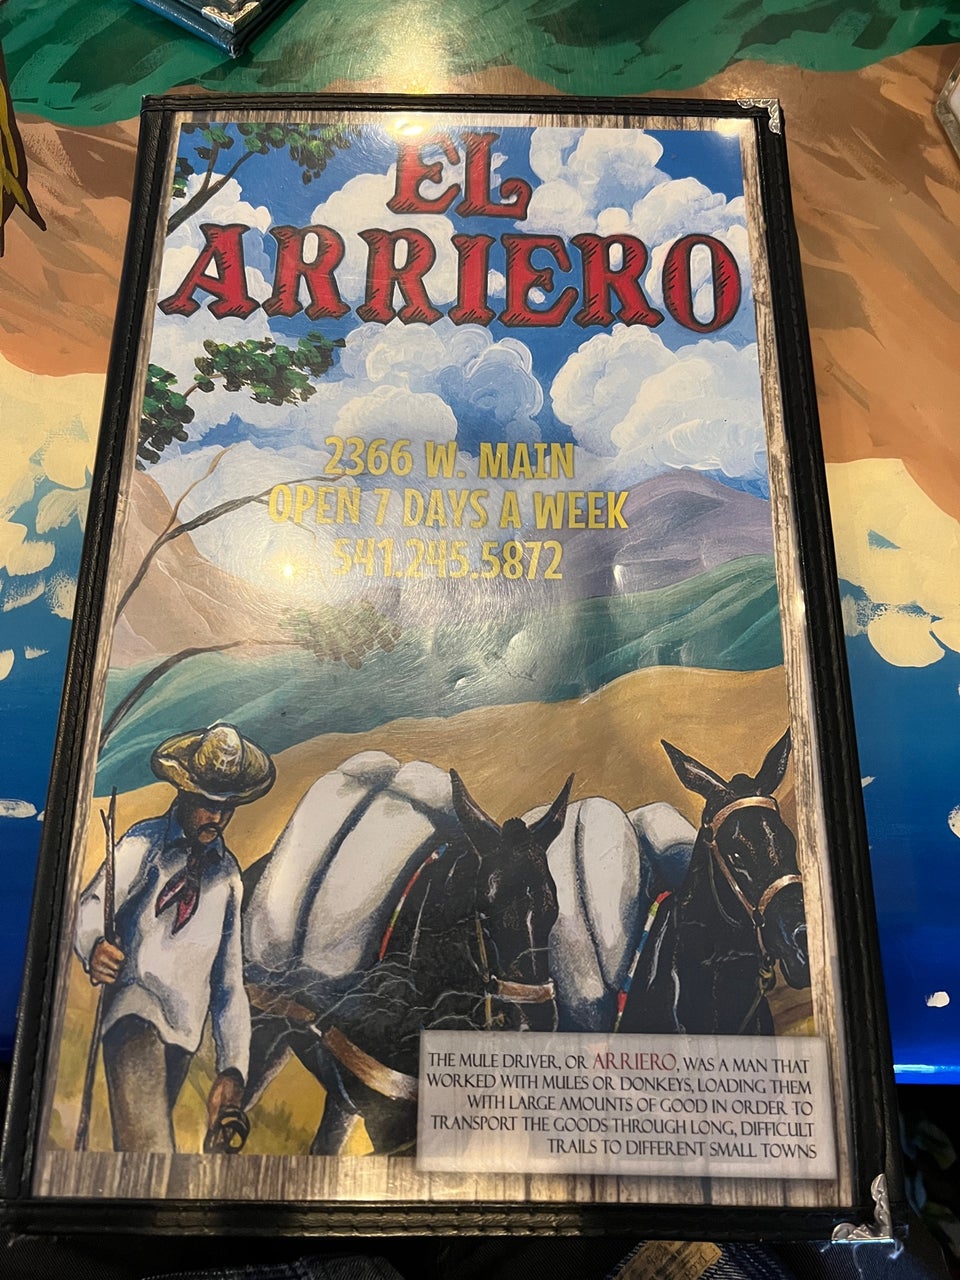 EL
ARRIERO
2366 W. MAIN
OPEN 7 DAYS A WEEK
541.245.5872
THE MULE DRIVER, OR ARRIERO, WAS A MAN THAT
WORKED WITH MULES OR DONKEYS, LOADING THEM
WITH LARGE AMOUNTS OF GOOD IN ORDER TO
TRANSPORT THE GOODS THROUGH LONG, DIFFICULT
TRAILS TO DIFFERENT SMALL TOWNS